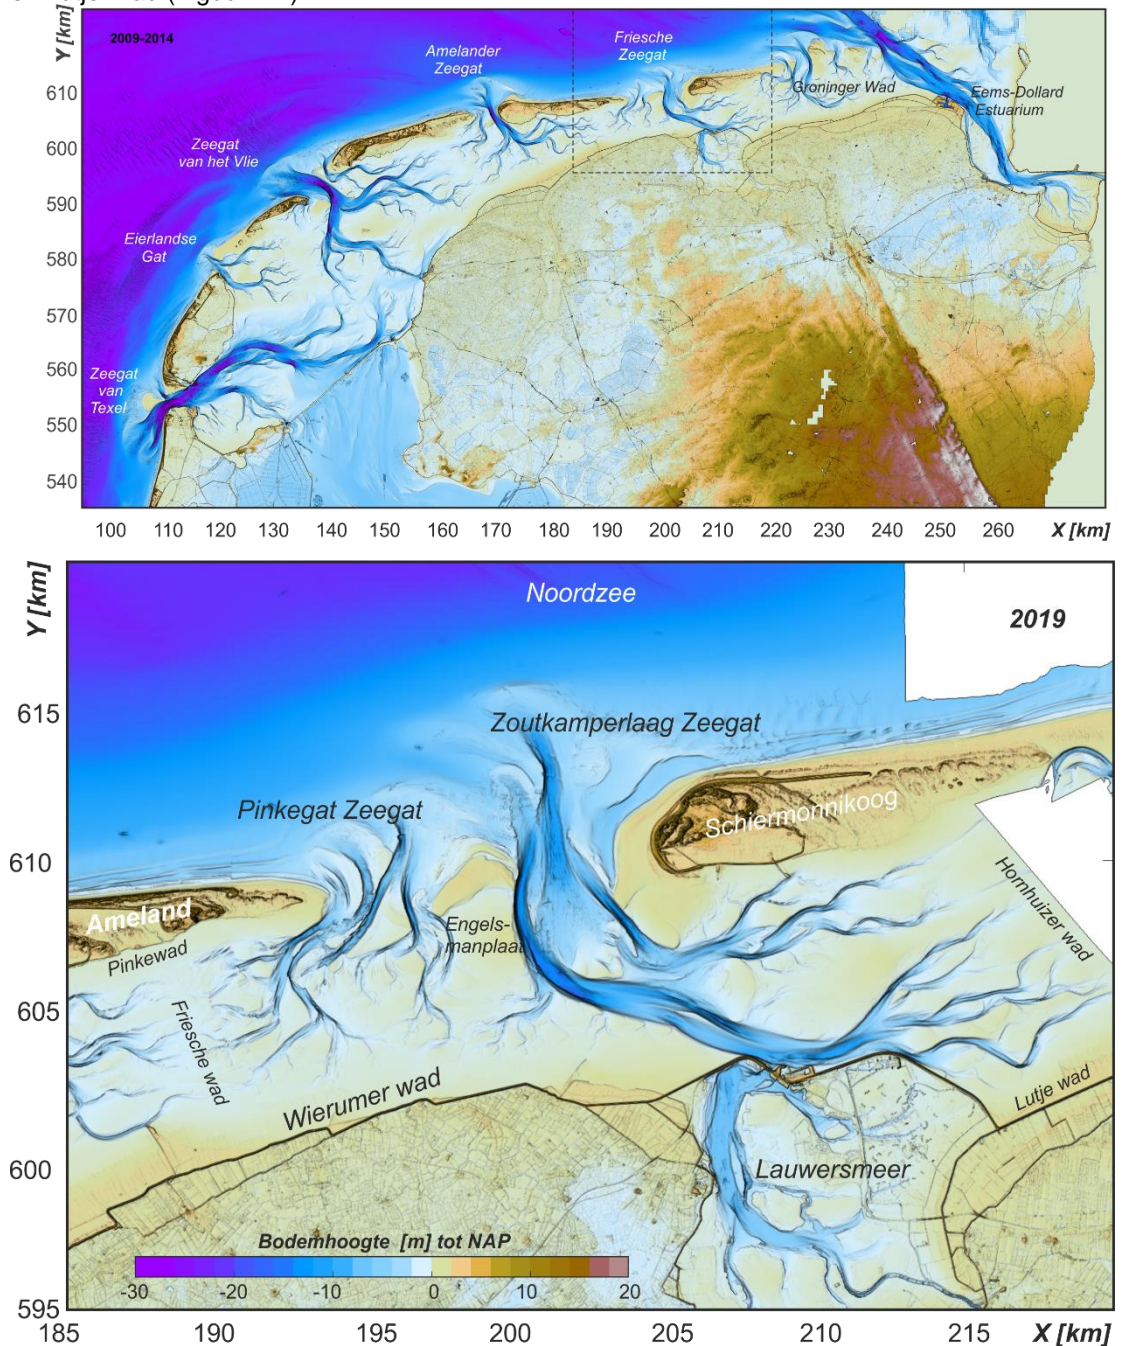 Y [km]
2009-2014
Amelander
Zeegat
Friesche
Zeegat
Groninger Wad
Eems-Dollard
Estuarium
Zeegat
van het Vlie
Eierlandse
Gat
Zeegat
van
Texel
610
600
590
580
570
560
550
540
100 110 120 130 140 150 160 170 180 190 200 210 220 230 240 250 260 X [km]
Y [km]
Noordzee
2019
615
Zoutkamperlaag Zeegat
Pinkegat Zeegat
Schiermonnikoog
610
Ameland
Engels-
manplaat
Pinkewad
Hornhuizer wad
605
Friesche wad
Wierumer wad
Lutje wad
600
Lauwersmeer
Bodemhoogte [m] tot NAP
-30 -20 -10 0 10 20
595
185 190 195 200 205 210 215 X [km]